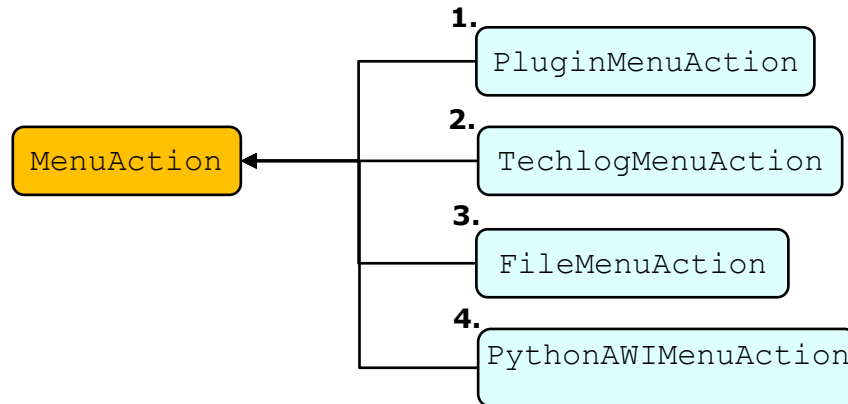 1.
PluginMenuAction
MenuAction
2.
TechlogMenuAction
3.
FileMenuAction
4.
PythonAWIMenuAction